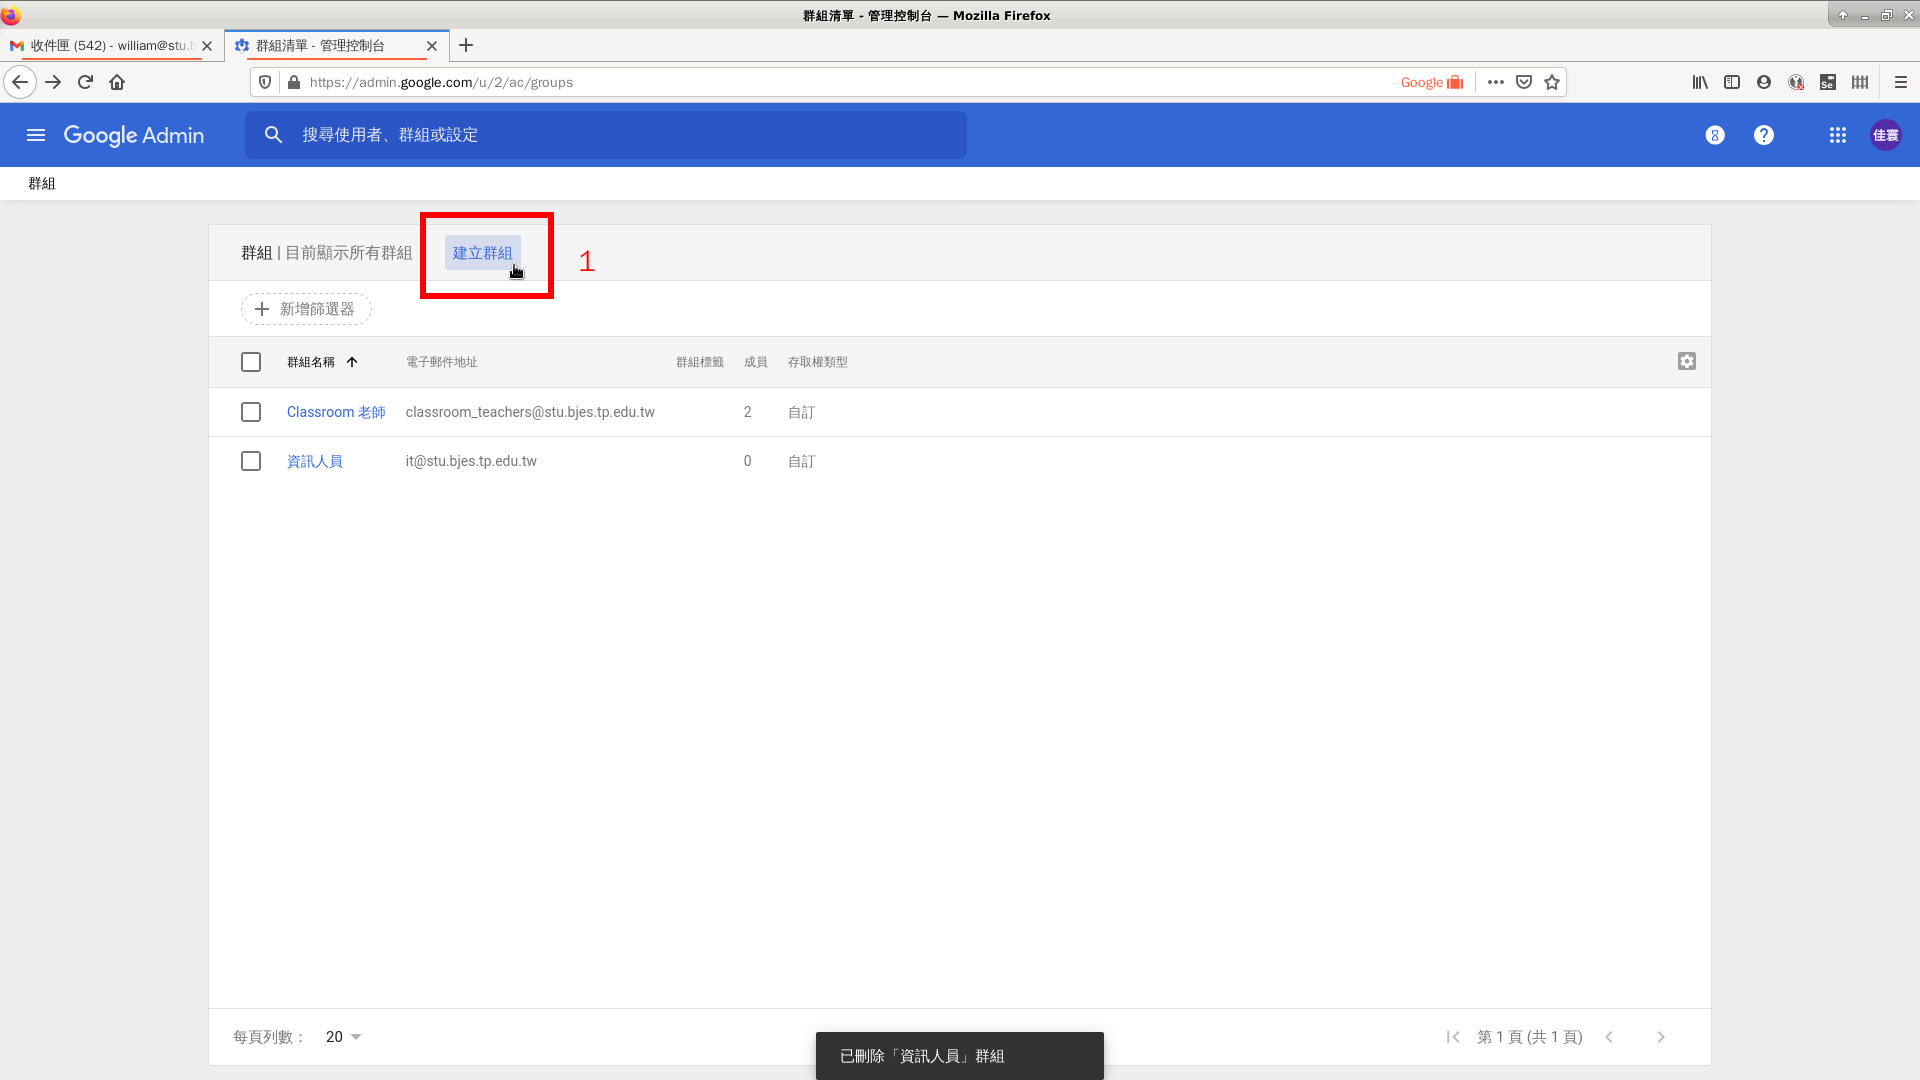 群組清單 - 管理控制台 — Mozilla Firefox
收件匣 (542) - william@stu.b
群組清單 - 管理控制台
https://admin.google.com/u/2/ac/groups
Google
Se
Google Admin
搜尋使用者、群組或設定
?
佳寰
群組
群組 | 目前顯示所有群組
建立群組
1
新增篩選器
群組名稱 電子郵件地址 群組標籤 成員 存取權類型
Classroom 老師 classroom_teachers@stu.bjes.tp.edu.tw 2 自訂
資訊人員 it@stu.bjes.tp.edu.tw 0 自訂
每頁列數： 20
第 1 頁 (共 1 頁)
已刪除「資訊人員」群組